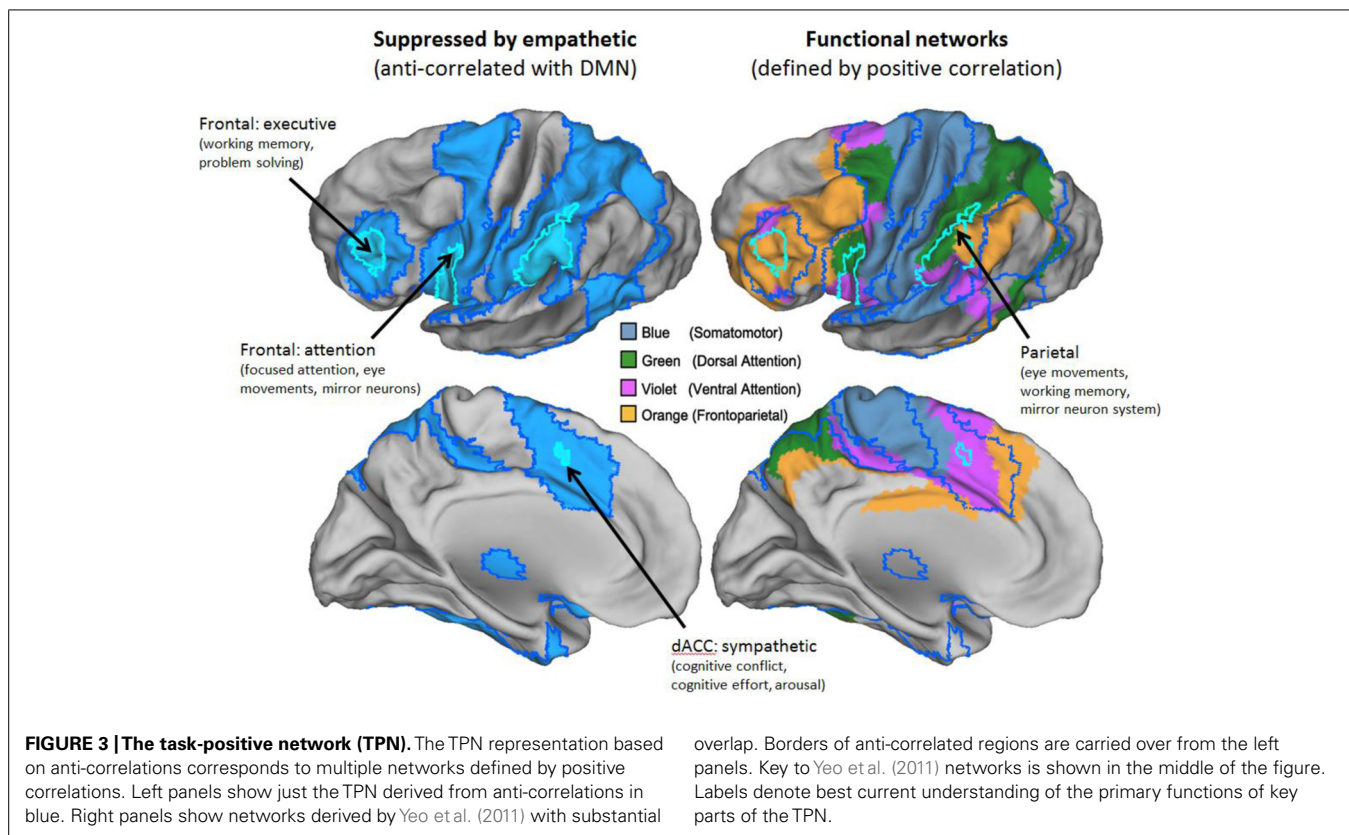 Suppressed by empathetic
(anti-correlated with DMN)
Functional networks
(defined by positive correlation)
Frontal: executive
(working memory,
problem solving)
Frontal: attention
(focused attention, eye
movements, mirror neurons)
Blue (Somatomotor)
Green (Dorsal Attention)
Violet (Ventral Attention)
Orange (Frontoparietal)
Parietal
(eye movements,
working memory,
mirror neuron system)
dACC: sympathetic
(cognitive conflict,
cognitive effort, arousal)
FIGURE 3 | The task-positive network (TPN). The TPN representation based
on anti-correlations corresponds to multiple networks defined by positive
correlations. Left panels show just the TPN derived from anti-correlations in
blue. Right panels show networks derived by Yeo et al. (2011) with substantial
overlap. Borders of anti-correlated regions are carried over from the left
panels. Key to Yeo et al. (2011) networks is shown in the middle of the figure.
Labels denote best current understanding of the primary functions of key
parts of the TPN.